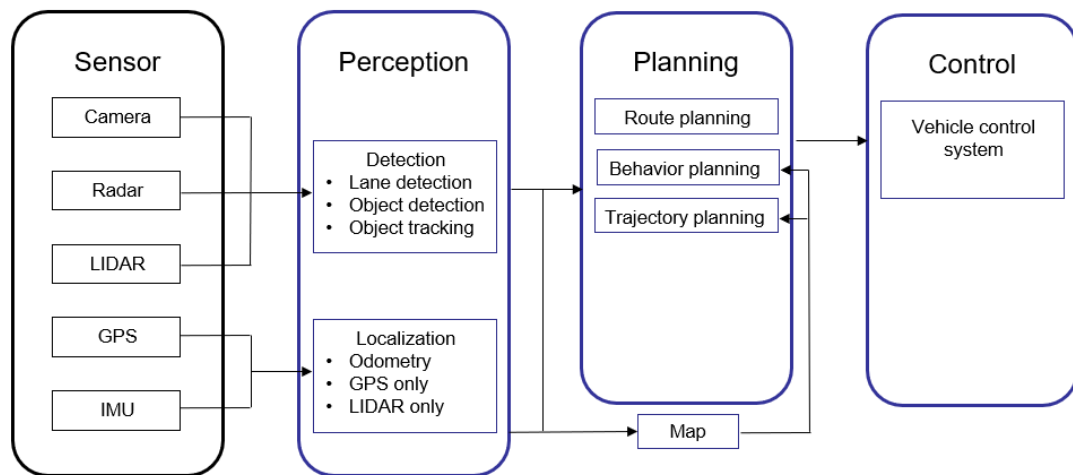 Sensor
Camera
Radar
LIDAR
GPS
IMU
Perception
Detection
• Lane detection
• Object detection
• Object tracking
Localization
• Odometry
• GPS only
• LIDAR only
Planning
Route planning
Behavior planning
Trajectory planning
Map
Control
Vehicle control
system